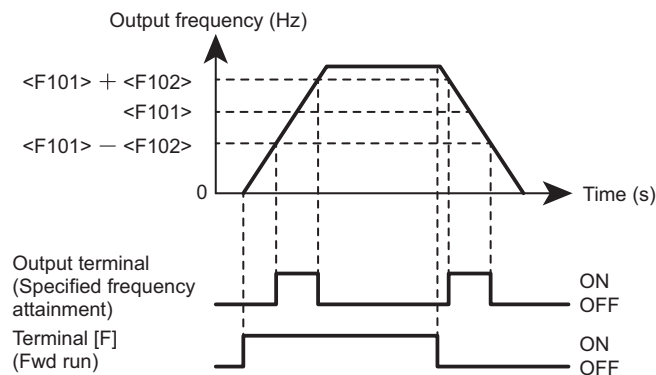 Output frequency (Hz)
<F101> + <F102>
<F101>
<F101> − <F102>
0
Time (s)
Output terminal
(Specified frequency
attainment)
ON
OFF
Terminal [F]
(Fwd run)
ON
OFF